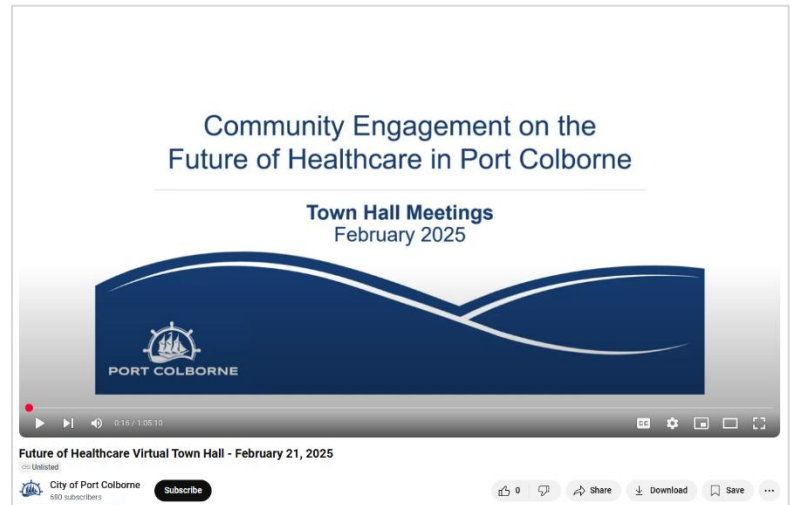 Community Engagement on the
Future of Healthcare in Port Colborne
Town Hall Meetings
February 2025
PORT COLBORNE
0:16 / 1:05:10
CC
Future of Healthcare Virtual Town Hall - February 21, 2025
Unlisted
City of Port Colborne
680 subscribers
Subscribe
0
Share
Download
Save